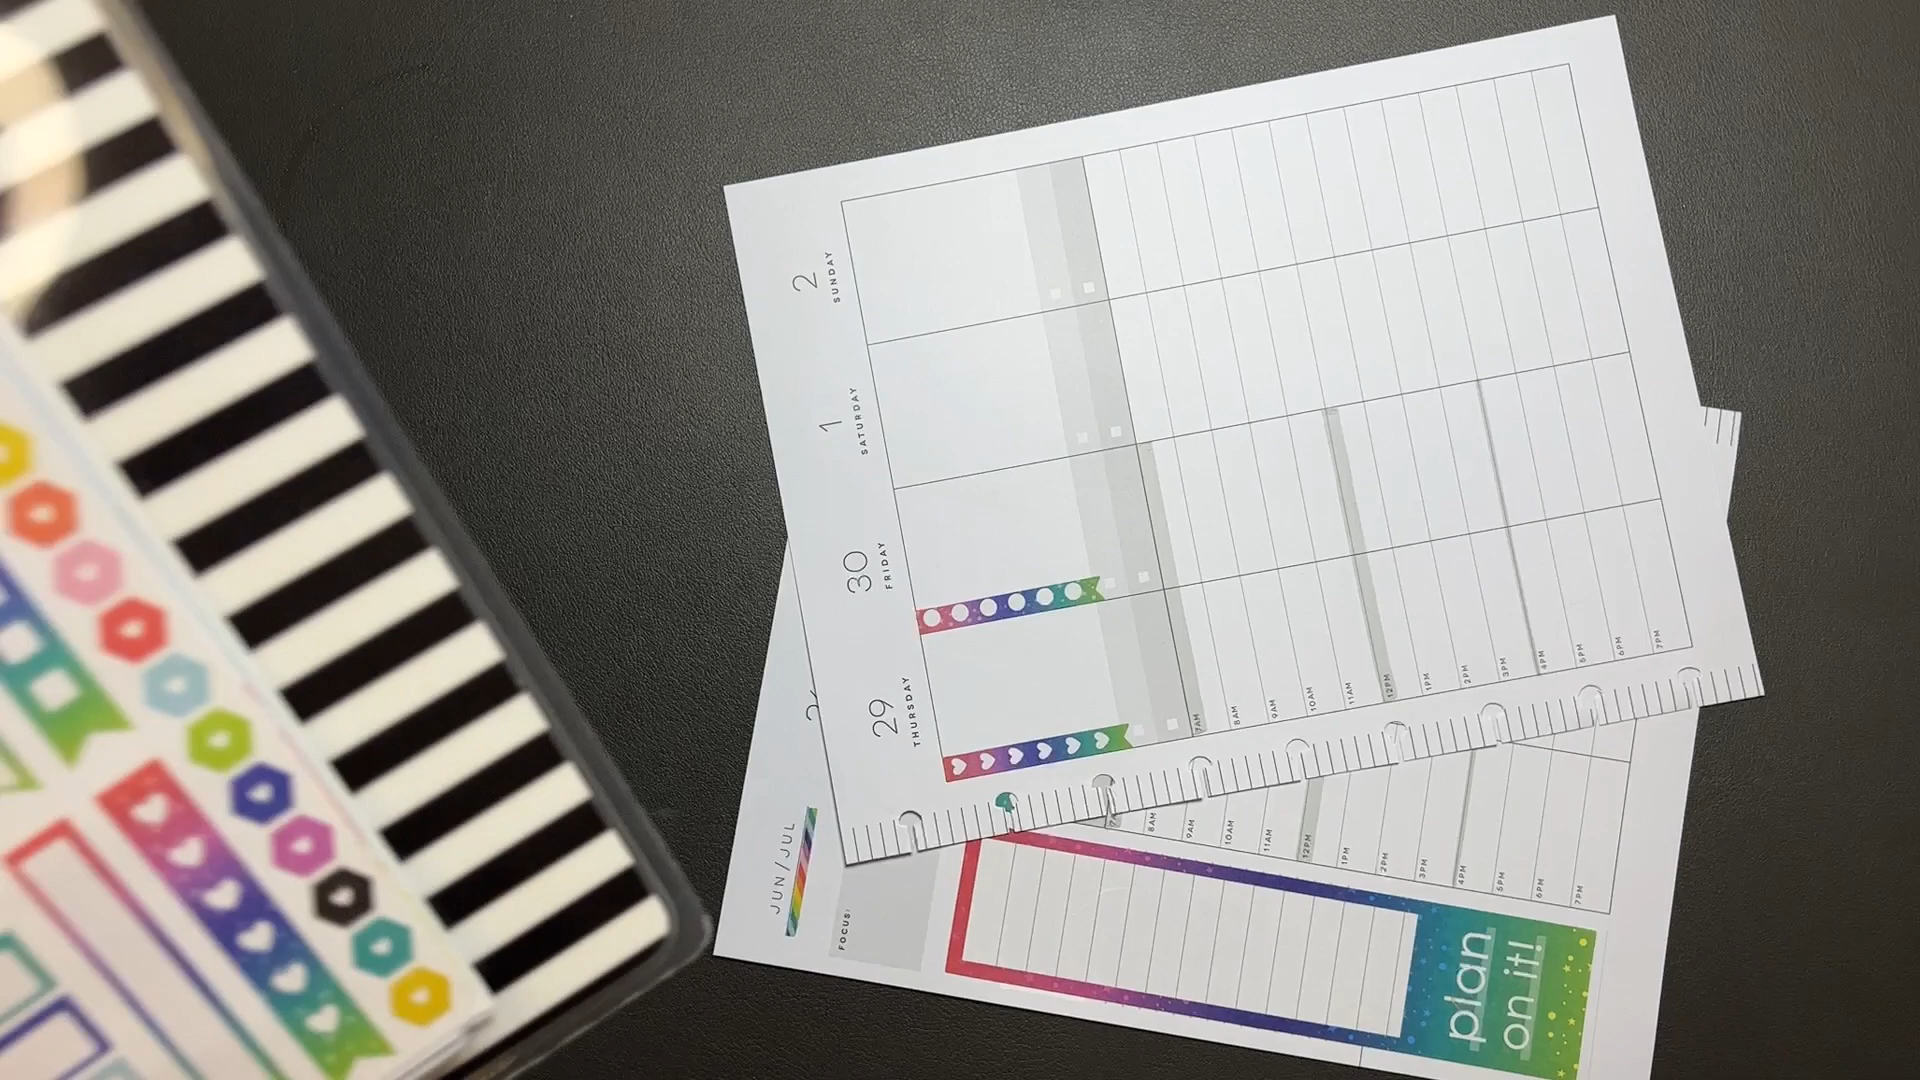 29
THURSDAY
30
FRIDAY
1
SATURDAY
2
SUNDAY
7AM
8AM
9AM
10AM
11AM
12PM
1PM
2PM
3PM
4PM
5PM
6PM
7PM
JUN/JUL
FOCUS:
8AM
9AM
10AM
11AM
12PM
1PM
2PM
3PM
4PM
5PM
6PM
7PM
plan
on it!